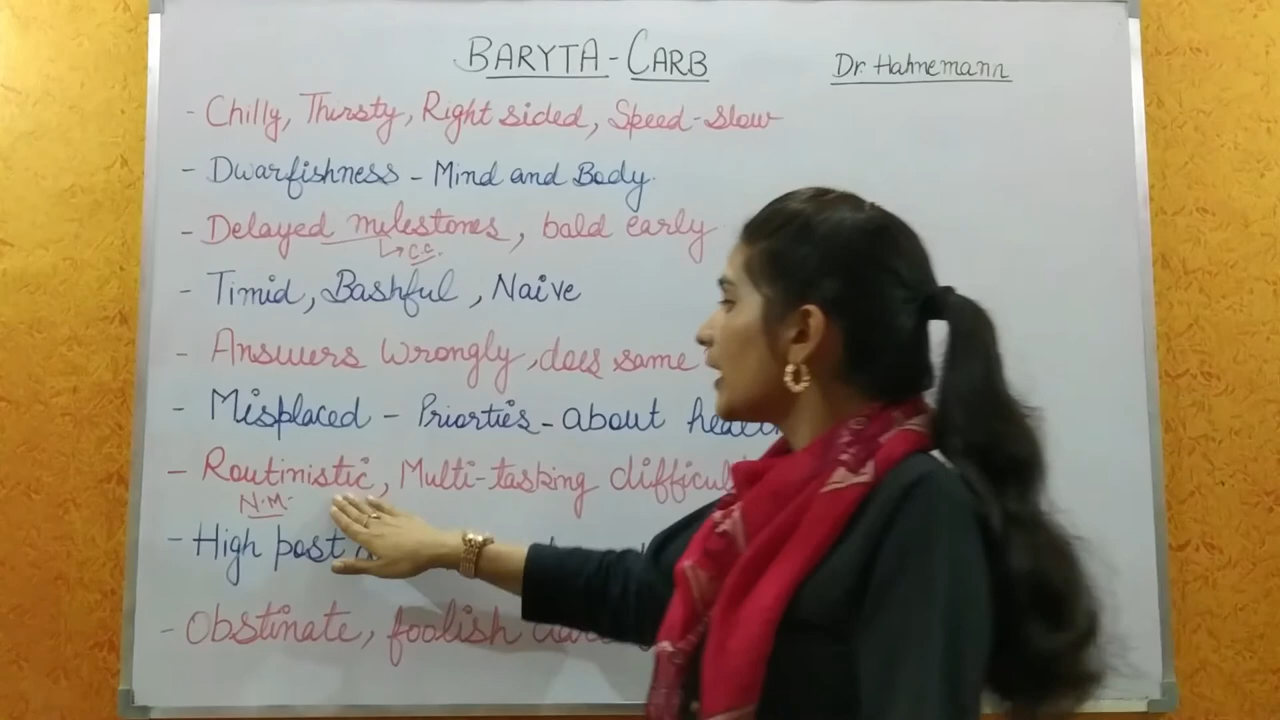 BARYTA-CARB
Dr. Hahnemann
- Chilly, Thirsty, Right sided, Speed-slow
- Dwarfishness - Mind and Body.
- Delayed milestones, bald early
↳ C.C.
- Timid, Bashful, Naive
- Answers wrongly, does same
- Misplaced - Priorties - about
- Routinistic, Multi-tasking
N.M.
- High post
- Obstinate, foolish